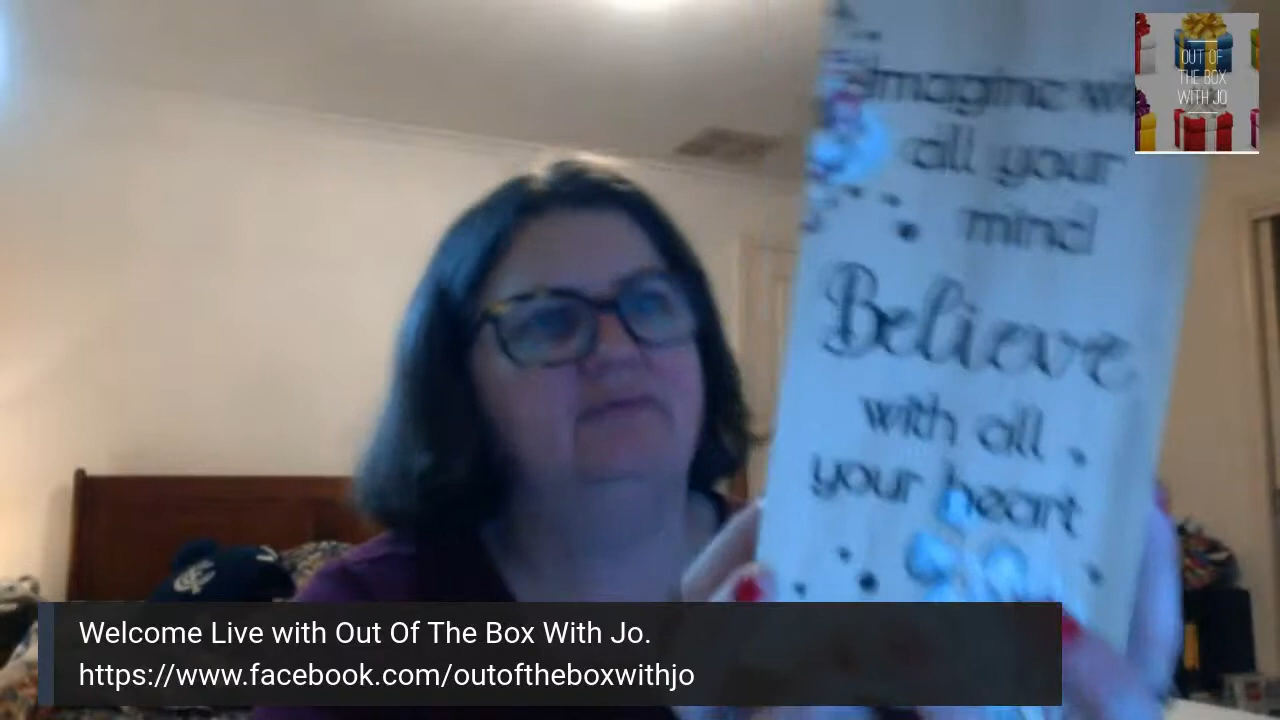 Imagine with
all your
mind
Believe
with all
your heart
OUT OF
THE BOX
WITH JO
Welcome Live with Out Of The Box With Jo.
https://www.facebook.com/outoftheboxwithjo